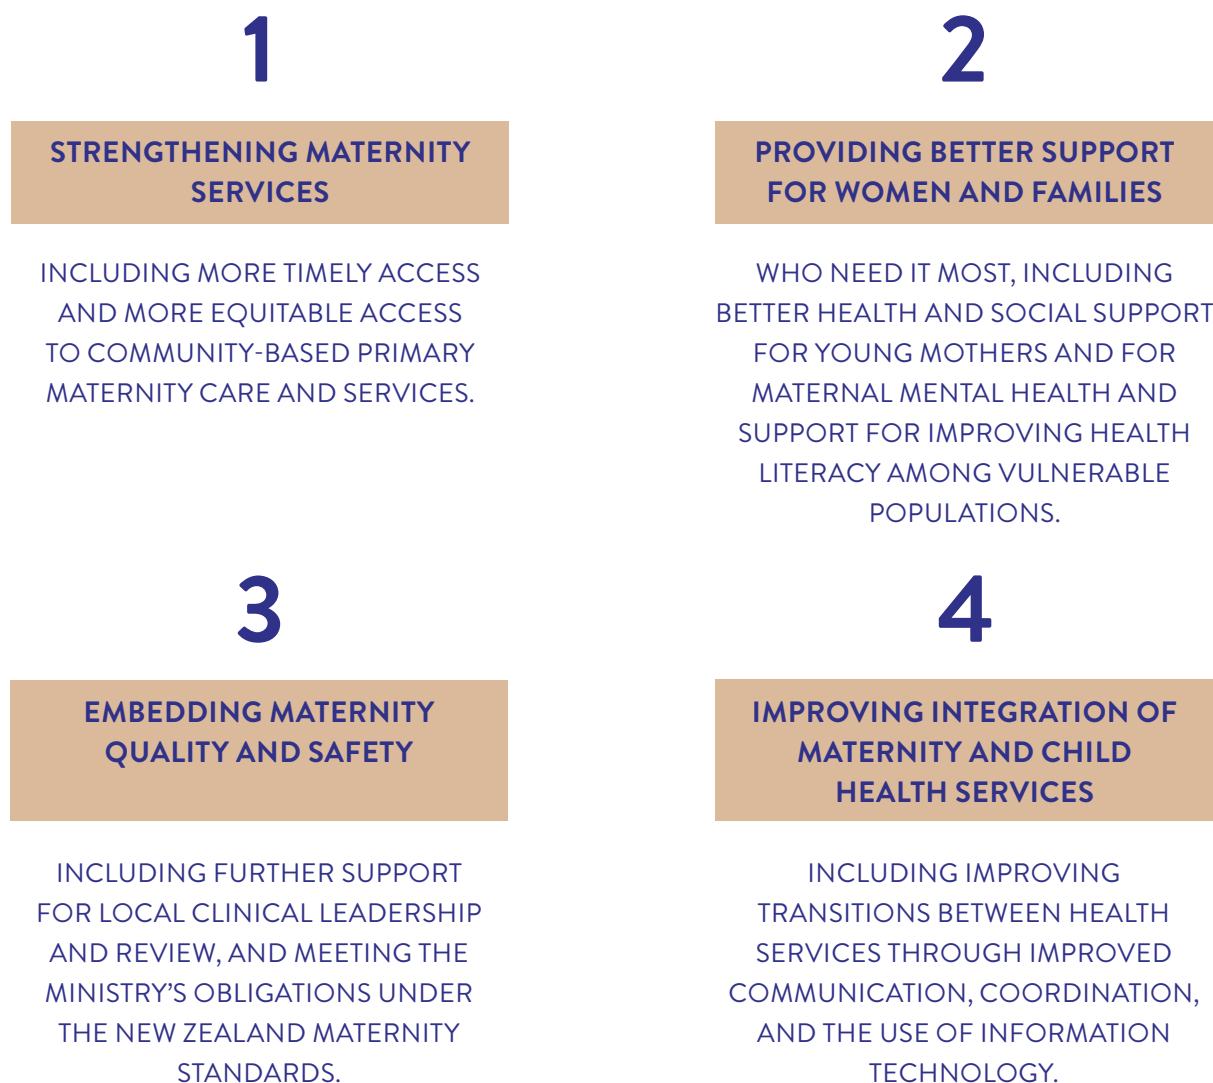 1
STRENGTHENING MATERNITY
SERVICES
INCLUDING MORE TIMELY ACCESS
AND MORE EQUITABLE ACCESS
TO COMMUNITY-BASED PRIMARY
MATERNITY CARE AND SERVICES.
2
PROVIDING BETTER SUPPORT
FOR WOMEN AND FAMILIES
WHO NEED IT MOST, INCLUDING
BETTER HEALTH AND SOCIAL SUPPORT
FOR YOUNG MOTHERS AND FOR
MATERNAL MENTAL HEALTH AND
SUPPORT FOR IMPROVING HEALTH
LITERACY AMONG VULNERABLE
POPULATIONS.
3
EMBEDDING MATERNITY
QUALITY AND SAFETY
INCLUDING FURTHER SUPPORT
FOR LOCAL CLINICAL LEADERSHIP
AND REVIEW, AND MEETING THE
MINISTRY’S OBLIGATIONS UNDER
THE NEW ZEALAND MATERNITY
STANDARDS.
4
IMPROVING INTEGRATION OF
MATERNITY AND CHILD
HEALTH SERVICES
INCLUDING IMPROVING
TRANSITIONS BETWEEN HEALTH
SERVICES THROUGH IMPROVED
COMMUNICATION, COORDINATION,
AND THE USE OF INFORMATION
TECHNOLOGY.